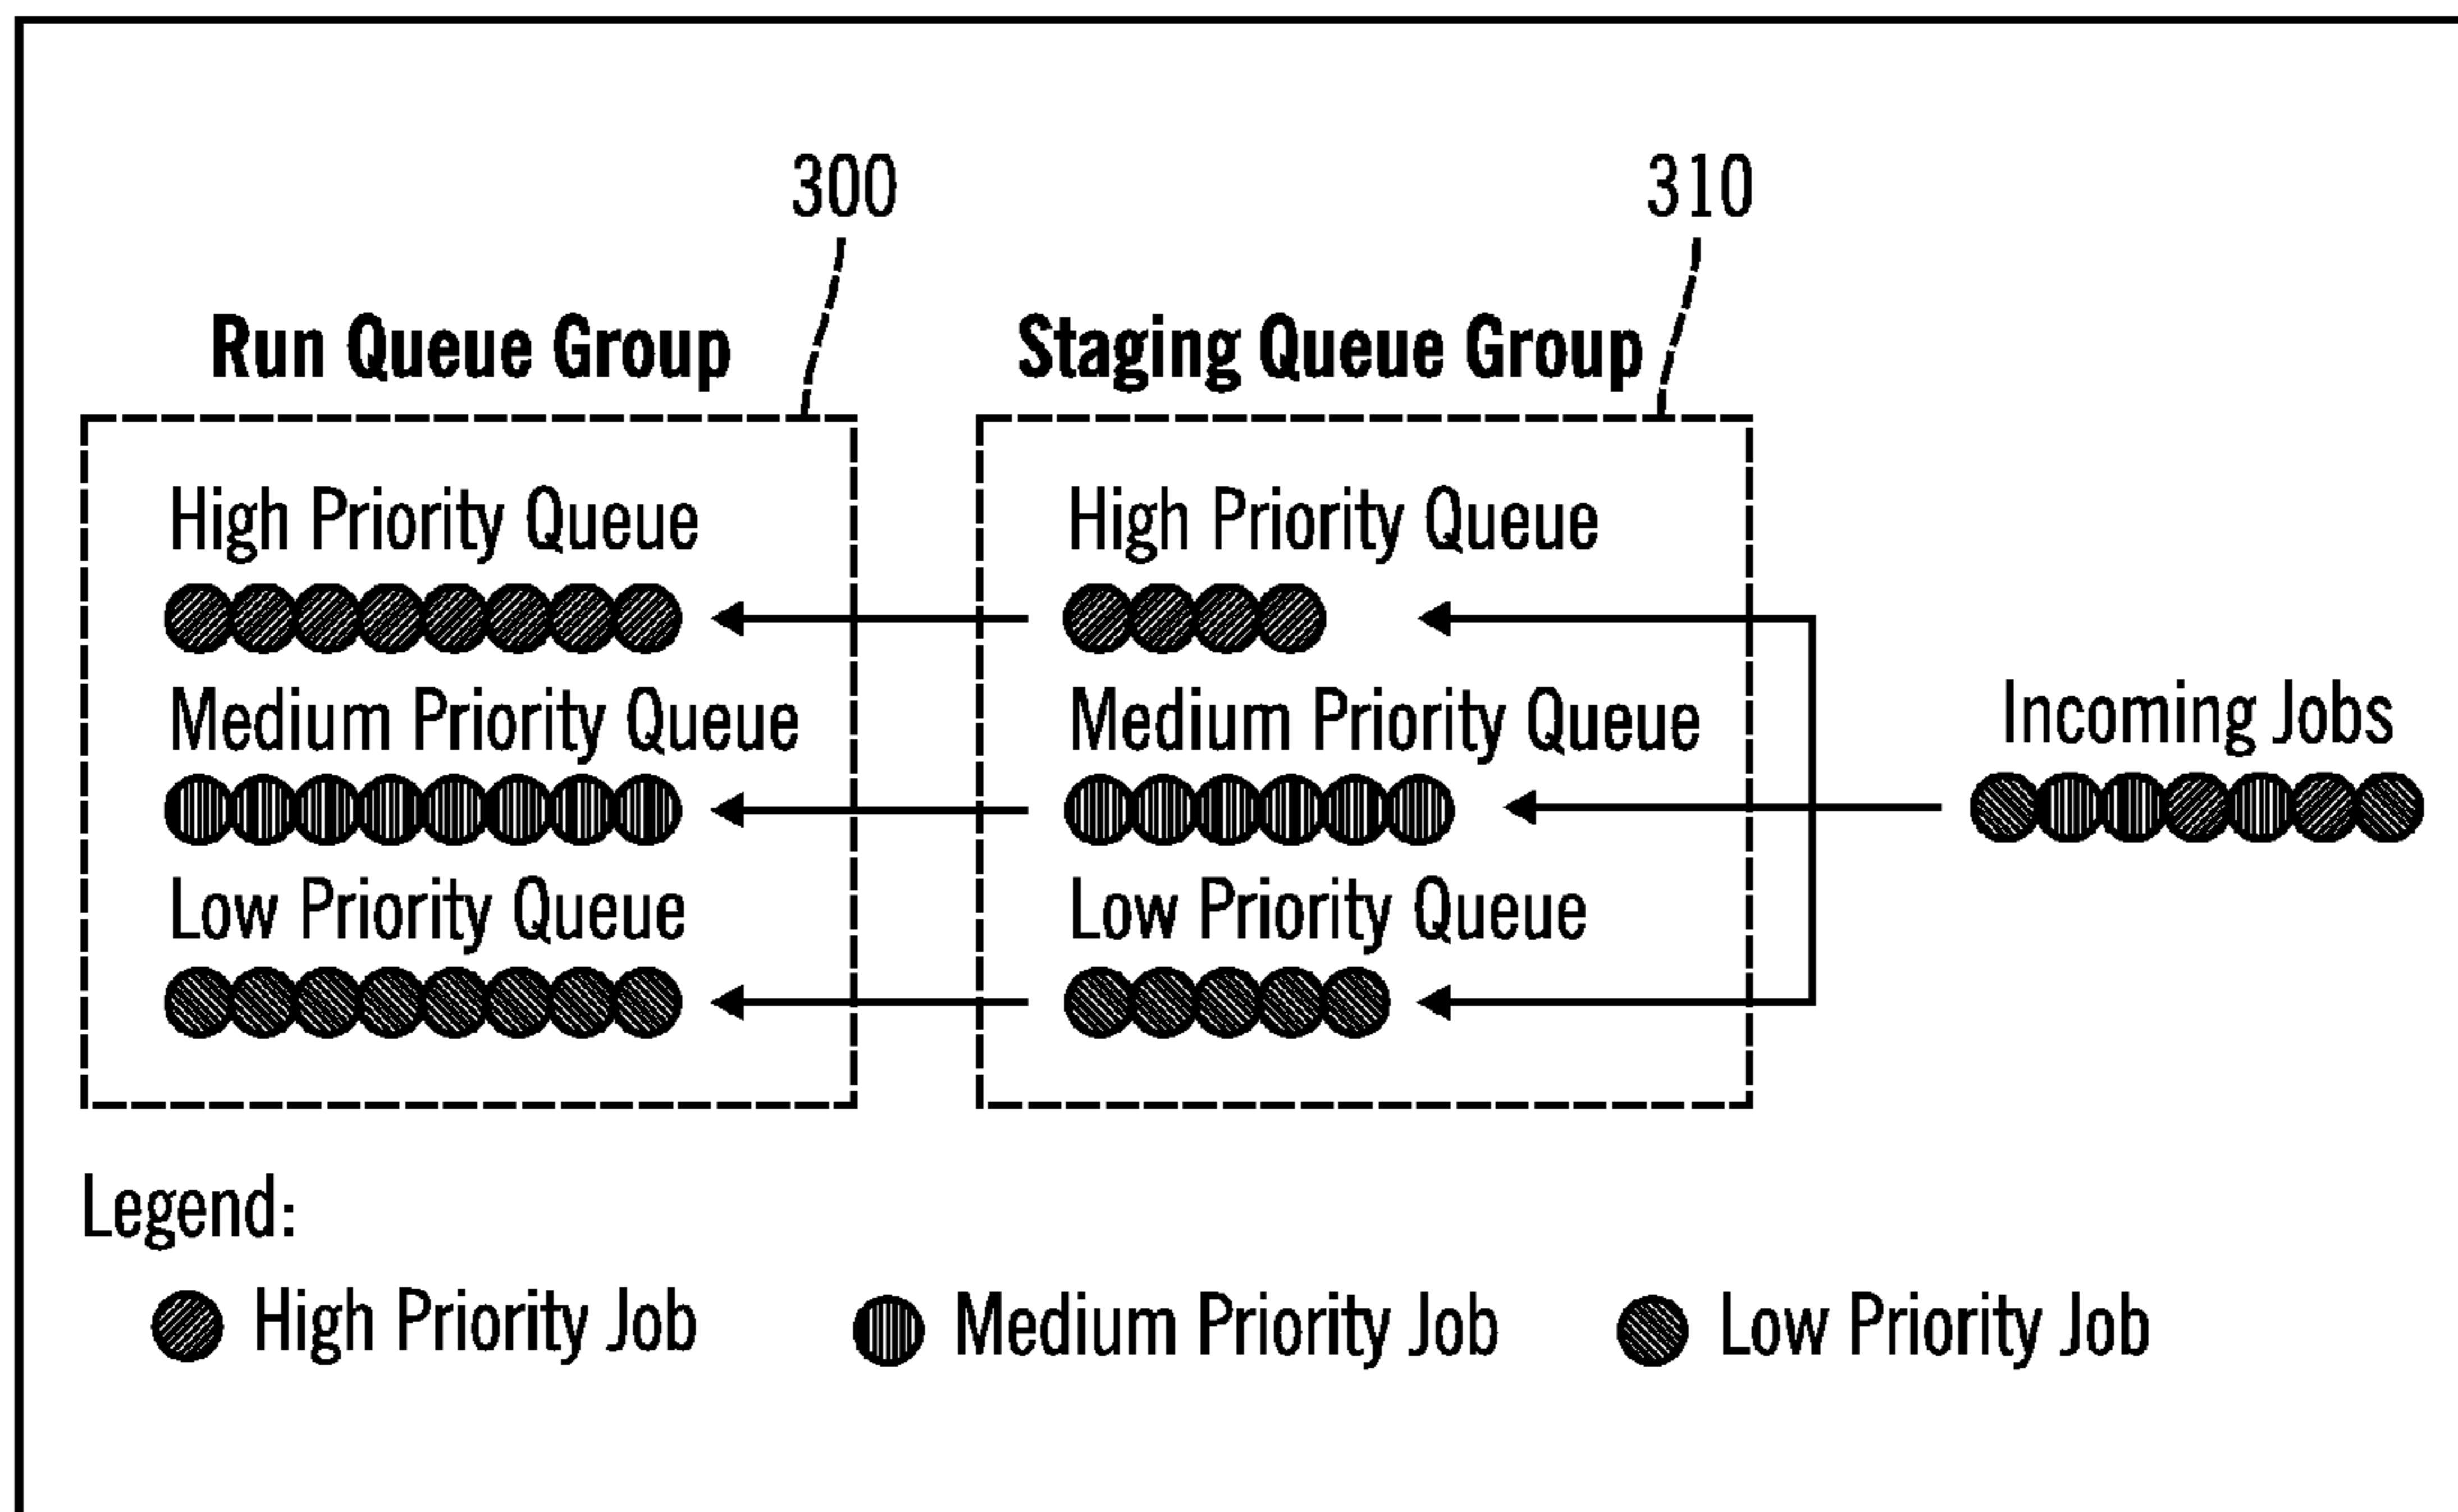 300
310
Run Queue Group
Staging Queue Group
High Priority Queue
High Priority Queue
Medium Priority Queue
Medium Priority Queue
Incoming Jobs
Low Priority Queue
Low Priority Queue
Legend:
High Priority Job
Medium Priority Job
Low Priority Job